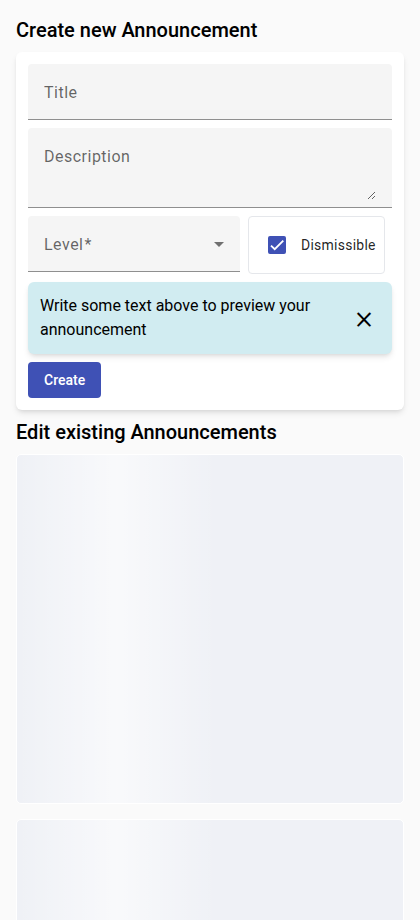 Create new Announcement
Title
Description
Level*
Dismissible
Write some text above to preview your
announcement
Create
Edit existing Announcements